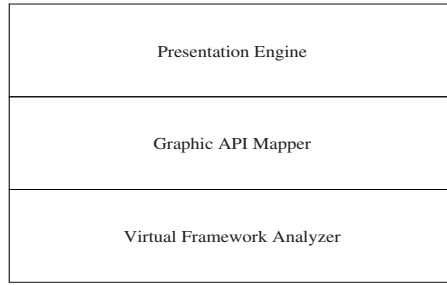 Presentation Engine
Graphic API Mapper
Virtual Framework Analyzer